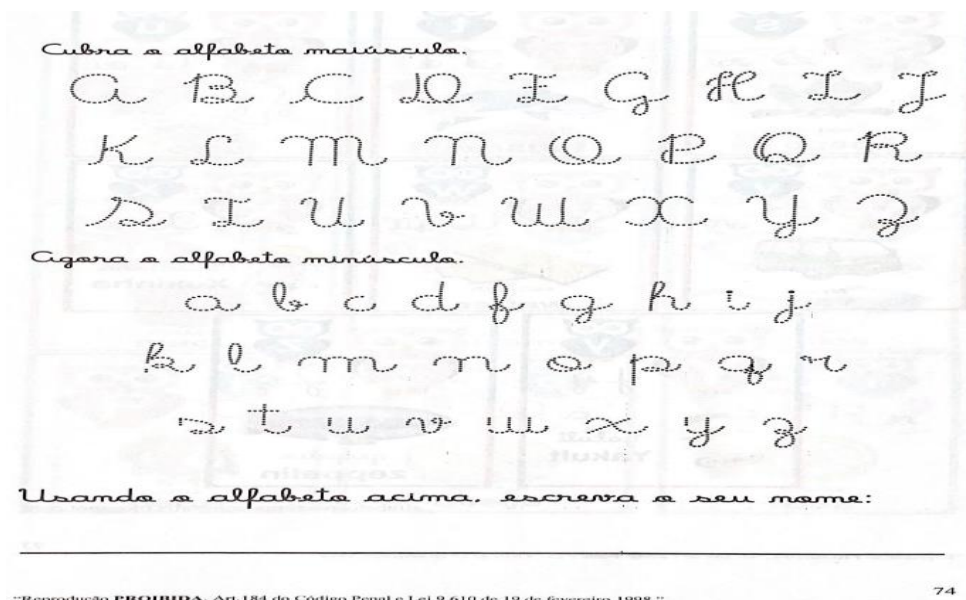 Cubra o alfabeto maiúsculo.
A B C D F G H I J
K L M N O P Q R
S T U V W X Y Z
Agora o alfabeto minúsculo.
a b c d f g h i j
k l m n o p q r
s t u v w x y z
Usando o alfabeto acima, escreva o seu nome:
74
"Reprodução PROIBIDA. Art.184 do Código Penal e Lei 9.610 de 19 de fevereiro 1998."